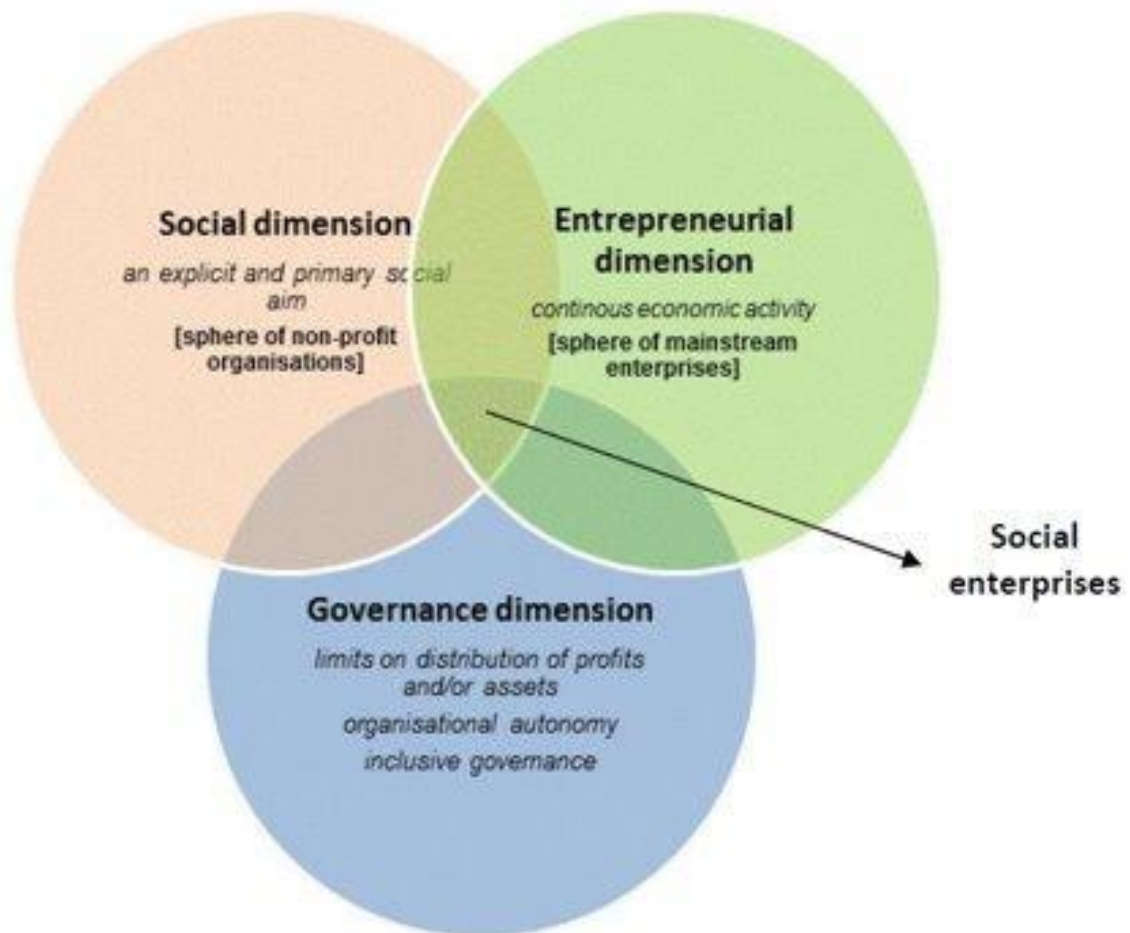 Social dimension
an explicit and primary social
aim
[sphere of non-profit
organisations]
Entrepreneurial
dimension
continous economic activity
[sphere of mainstream
enterprises]
Social
enterprises
Governance dimension
limits on distribution of profits
and/or assets
organisational autonomy
inclusive governance